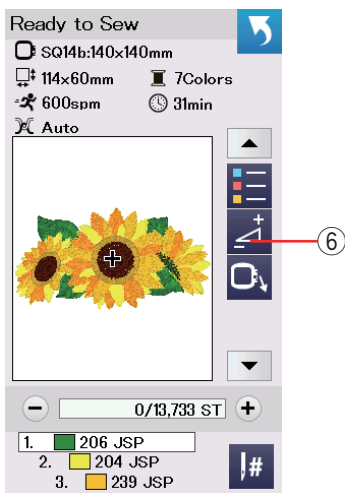 Ready to Sew
SQ14b:140x140mm
114x60mm 7Colors
600spm 31min
Auto
6
0/13,733 ST
1. 206 JSP
2. 204 JSP
3. 239 JSP
#